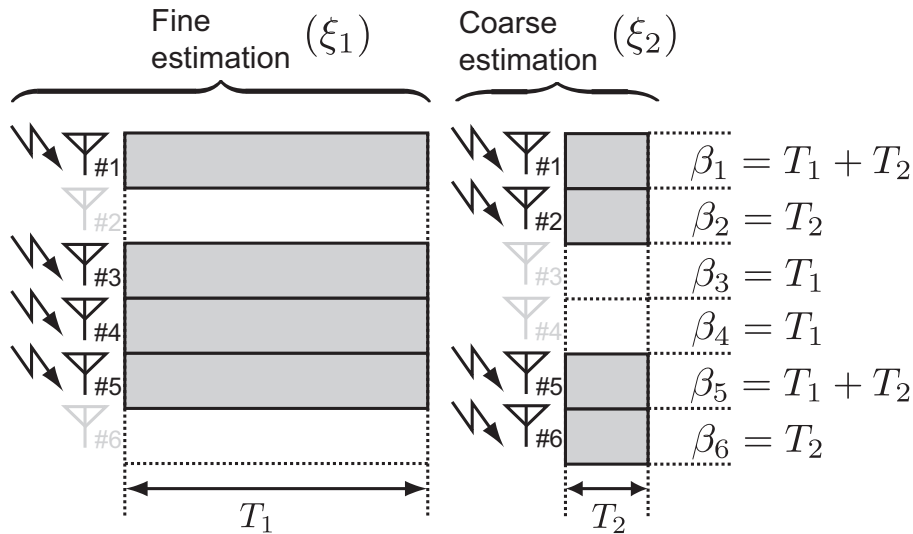 Fine estimation (ξ₁)
Coarse estimation (ξ₂)
#1 #1 β₁ = T₁ + T₂
#2 #2 β₂ = T₂
#3 #3 β₃ = T₁
#4 #4 β₄ = T₁
#5 #5 β₅ = T₁ + T₂
#6 #6 β₆ = T₂
T₁ T₂